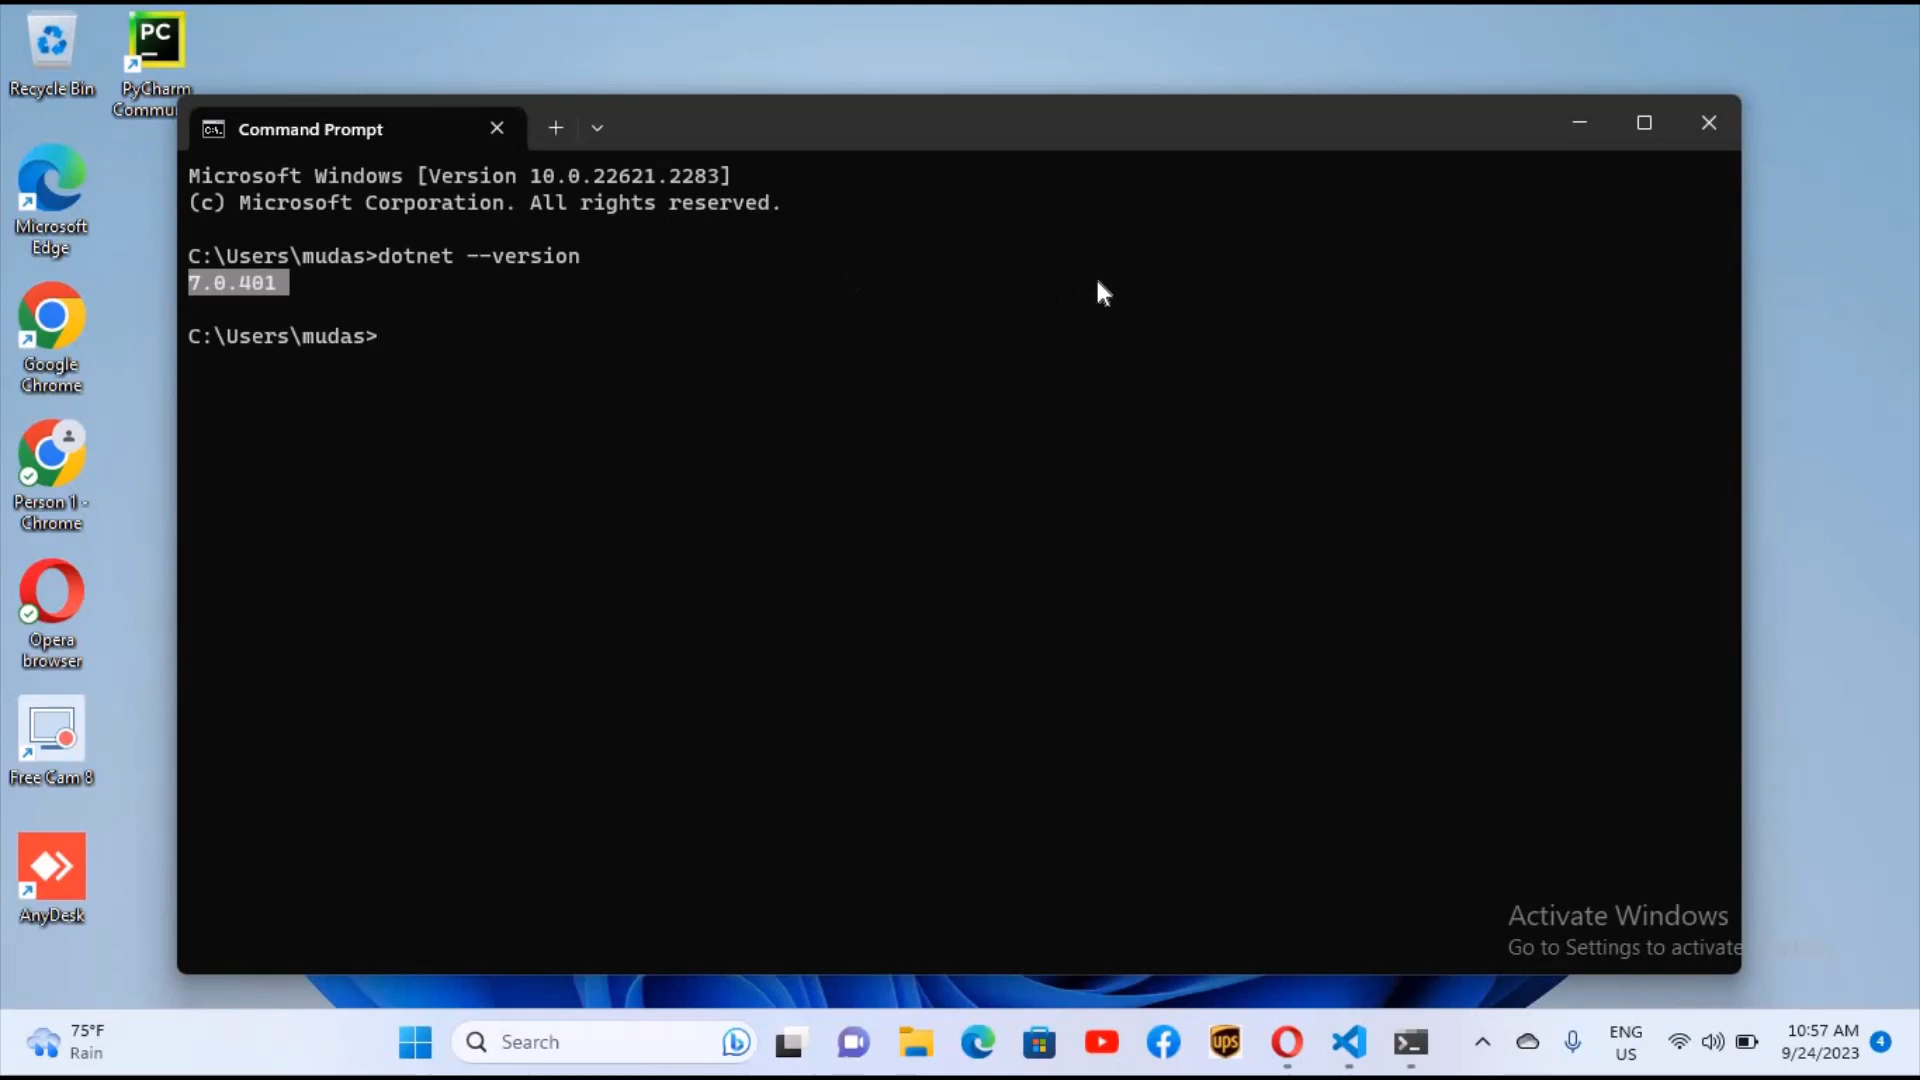 Recycle Bin
PC
PyCharm
Commu
Microsoft
Edge
Google
Chrome
Person 1 -
Chrome
Opera
browser
Free Cam 8
AnyDesk
C:\.
Command Prompt
Microsoft Windows [Version 10.0.22621.2283]
(c) Microsoft Corporation. All rights reserved.
C:\Users\mudas>dotnet --version
7.0.401
C:\Users\mudas>
Activate Windows
Go to Settings to activate
75°F
Rain
Search
ups
ENG
US
10:57 AM
9/24/2023
4